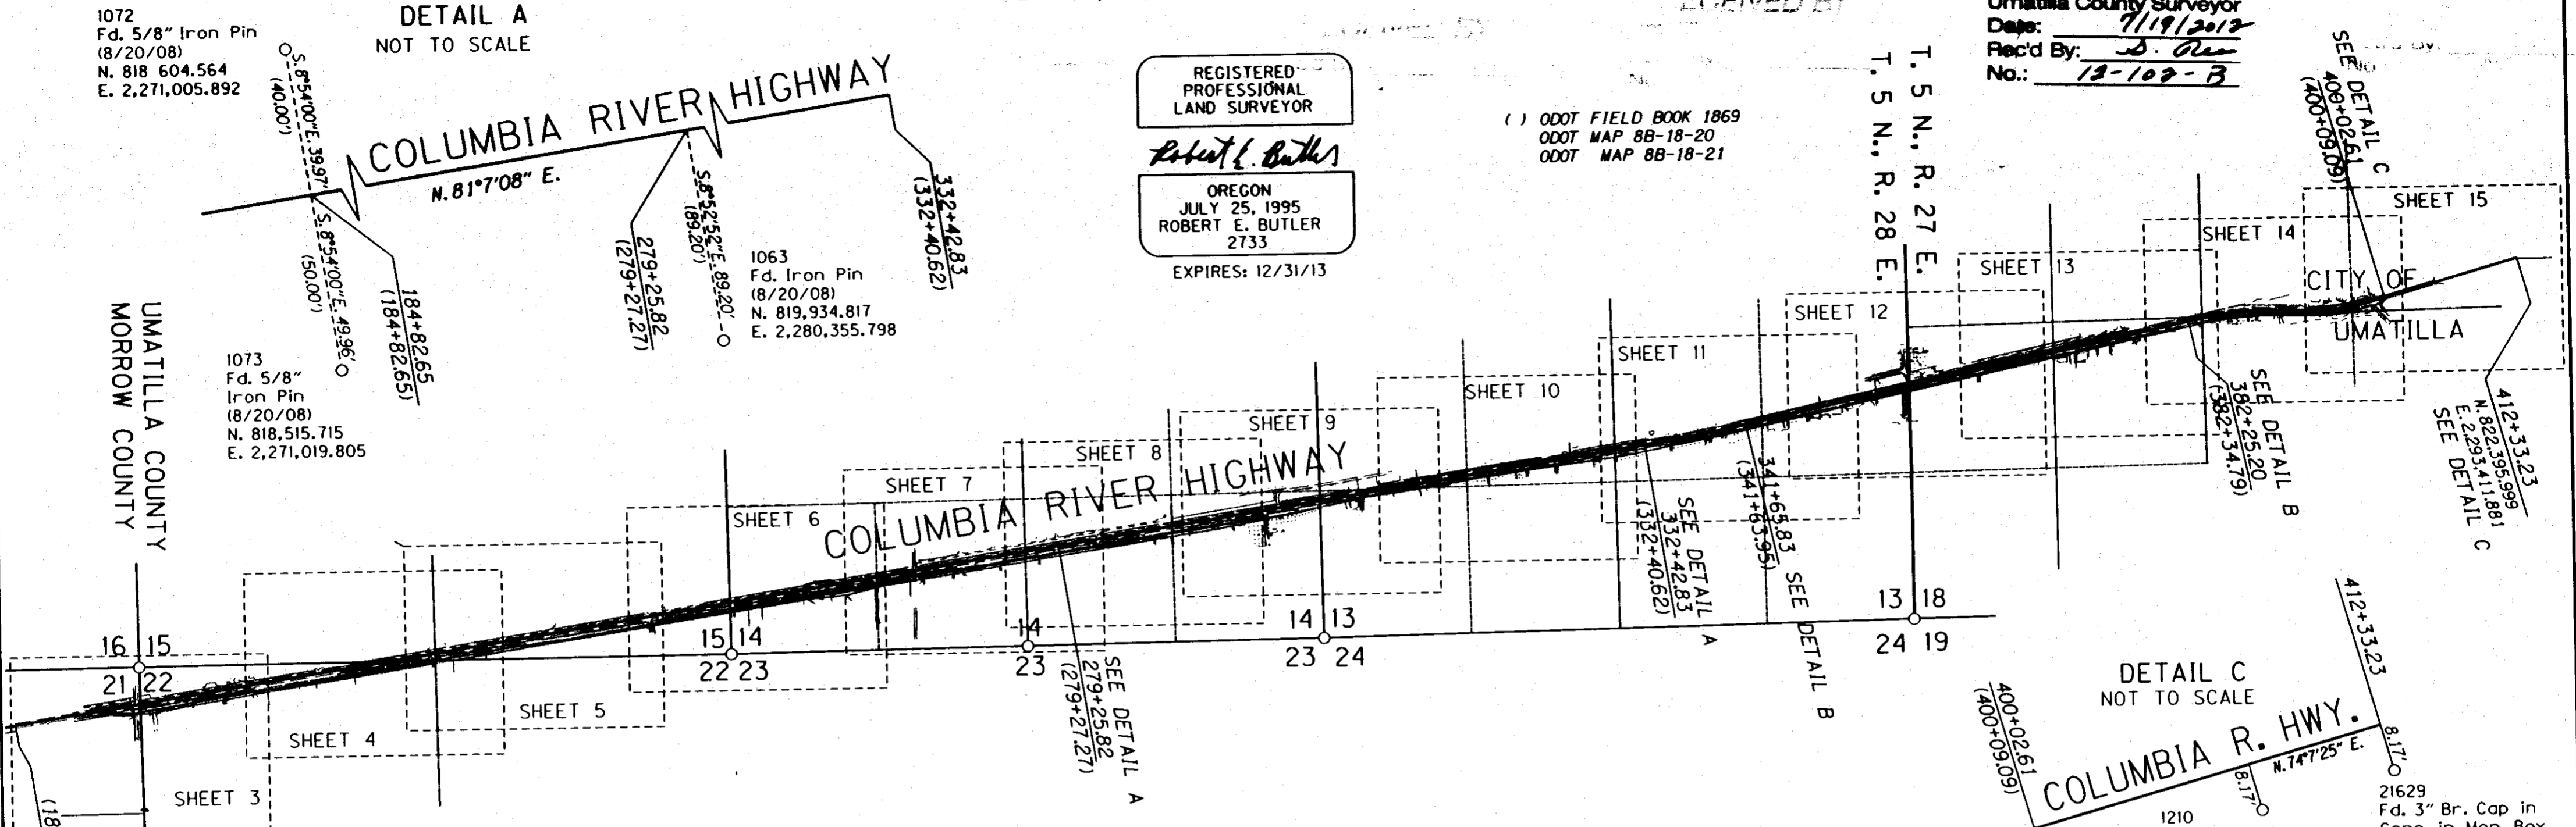 1072
Fd. 5/8" Iron Pin
(8/20/08)
N. 818 604.564
E. 2,271,005.892
DETAIL A
NOT TO SCALE
S. 8°54'00"E. 39.97'
(40.00')
COLUMBIA RIVER HIGHWAY
N. 81°7'08" E.
S. 8°54'00"E. 49.96'
(50.00')
184+82.65
(184+82.65)
279+25.82
(279+27.27)
S.8°52'52"E. 89.20'
(89.20')
332+42.83
(332+40.62)
1063
Fd. Iron Pin
(8/20/08)
N. 819,934.817
E. 2,280,355.798
1073
Fd. 5/8"
Iron Pin
(8/20/08)
N. 818,515.715
E. 2,271,019.805
REGISTERED
PROFESSIONAL
LAND SURVEYOR
Robert E. Butler
OREGON
JULY 25, 1995
ROBERT E. BUTLER
2733
EXPIRES: 12/31/13
( ) ODOT FIELD BOOK 1869
ODOT MAP 8B-18-20
ODOT MAP 8B-18-21
Umatilla County Surveyor
Date: 7/19/2012
Rec'd By:
No.: 12-102-B
T. 5 N., R. 27 E.
T. 5 N., R. 28 E.
SEE DETAIL C
400+02.61
(400+09.09)
SHEET 15
SHEET 14
SHEET 13
SHEET 12
SHEET 11
SHEET 10
SHEET 9
SHEET 8
SHEET 7
SHEET 6
SHEET 5
SHEET 4
SHEET 3
CITY OF
UMATILLA
UMATILLA COUNTY
MORROW COUNTY
COLUMBIA RIVER HIGHWAY
16 15
21 22
15 14
22 23
14
23
14 13
23 24
13 18
24 19
SEE DETAIL A
279+25.82
(279+27.27)
SEE DETAIL A
332+42.83
(332+40.62)
341+65.83 SEE DETAIL B
(341+63.95)
SEE DETAIL B
382+25.20
(382+34.79)
412+33.23
N.822,395.999
E.2,293,411.881
SEE DETAIL C
(18
DETAIL C
NOT TO SCALE
400+02.61
(400+09.09)
412+33.23
COLUMBIA R. HWY.
N. 74°7'25" E.
8.17'
8.17'
1210
21629
Fd. 3" Br. Cap in